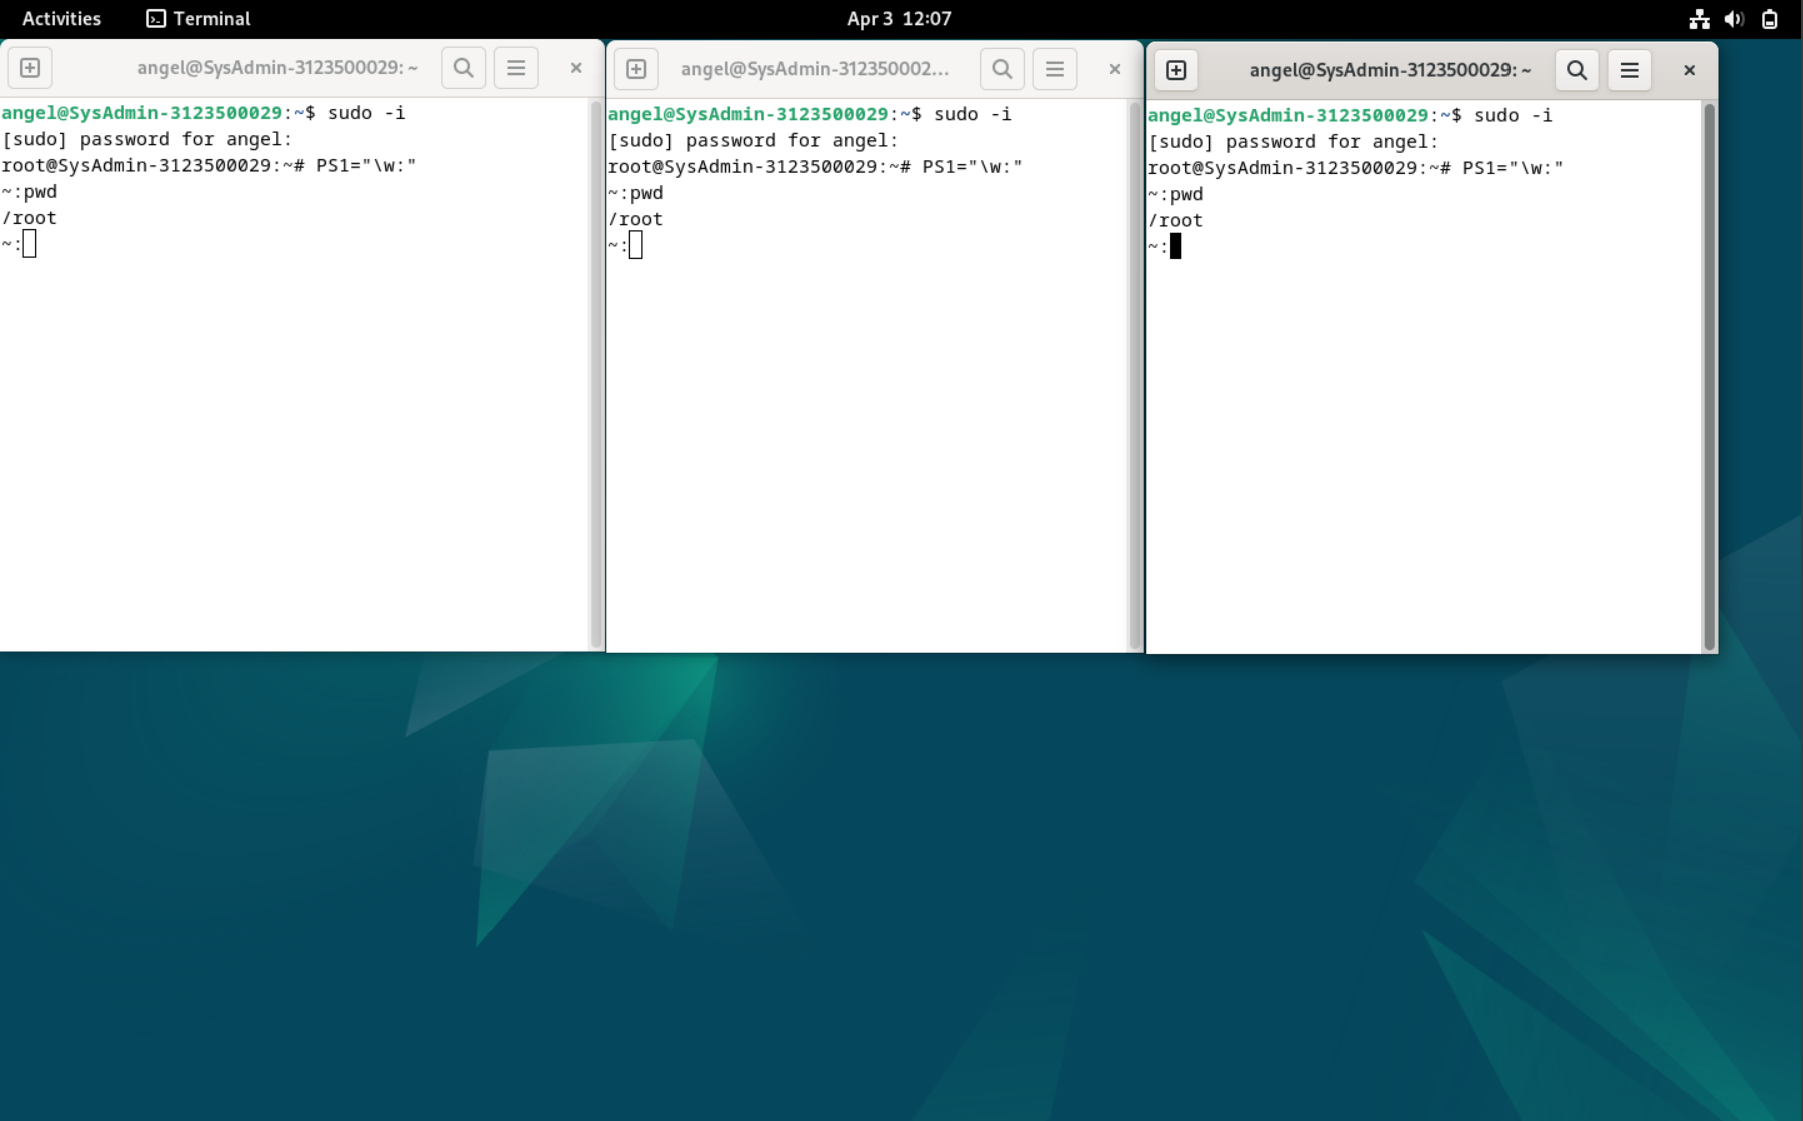 Activities Terminal Apr 3 12:07
angel@SysAdmin-3123500029: ~
angel@SysAdmin-3123500029:~$ sudo -i
[sudo] password for angel:
root@SysAdmin-3123500029:~# PS1="\w:"
~:pwd
/root
~:
angel@SysAdmin-312350002...
angel@SysAdmin-3123500029:~$ sudo -i
[sudo] password for angel:
root@SysAdmin-3123500029:~# PS1="\w:"
~:pwd
/root
~:
angel@SysAdmin-3123500029: ~
angel@SysAdmin-3123500029:~$ sudo -i
[sudo] password for angel:
root@SysAdmin-3123500029:~# PS1="\w:"
~:pwd
/root
~: